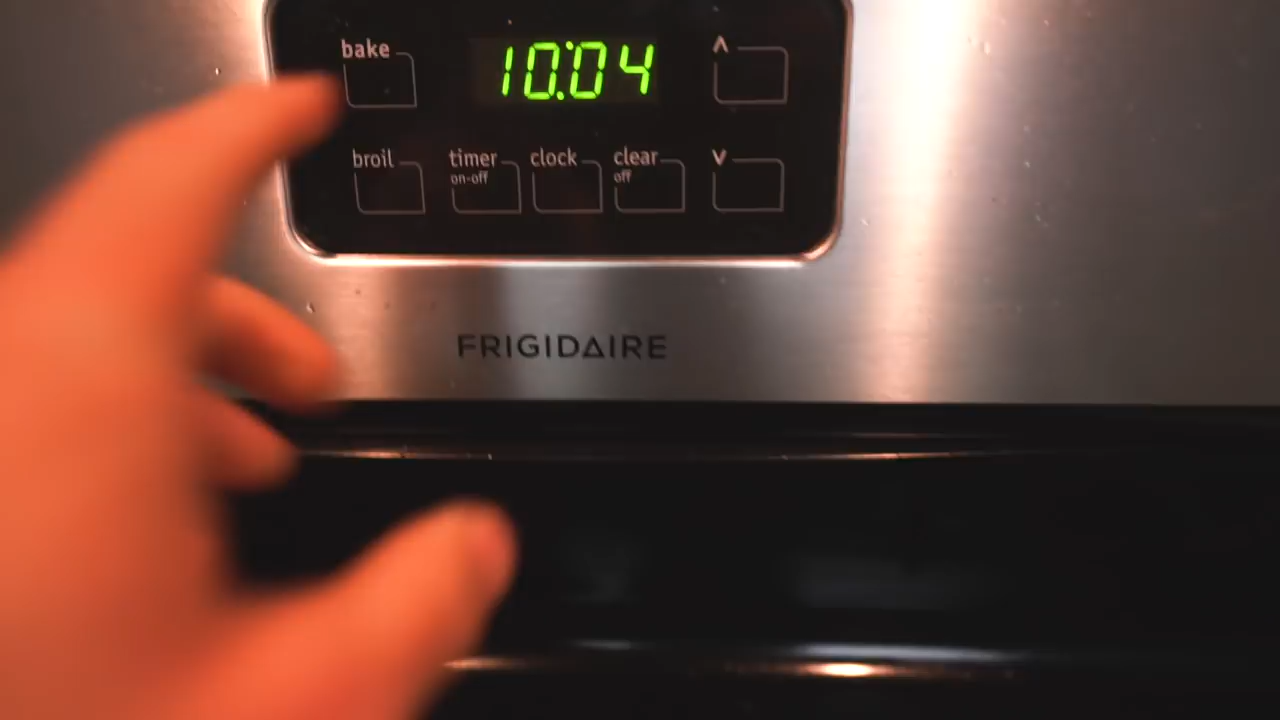 bake
10:04
^
broil
timer
on-off
clock
clear
off
v
FRIGIDAIRE